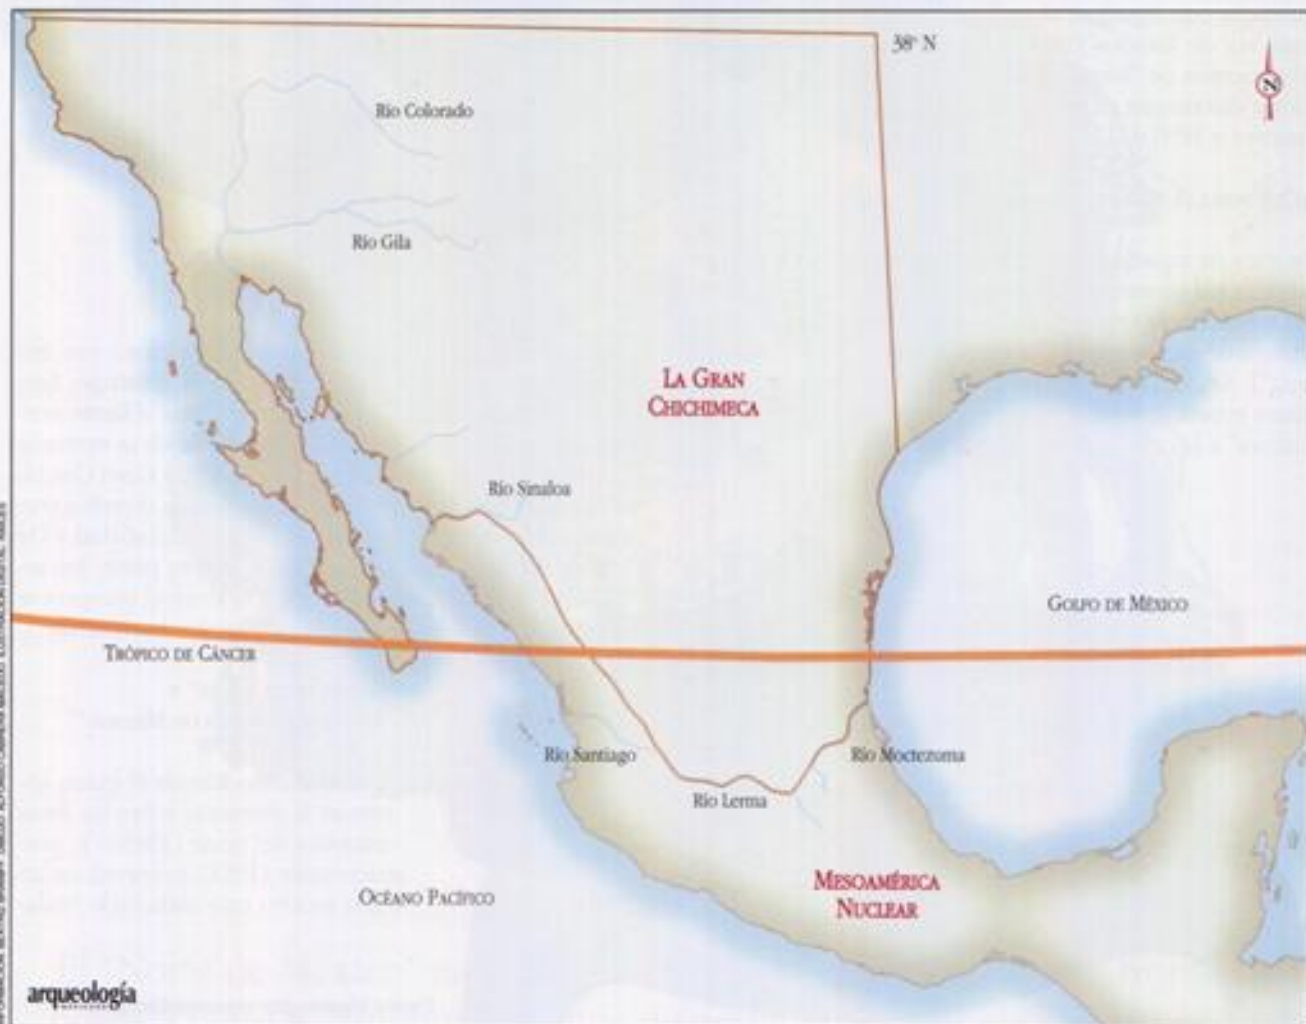 38º N
Río Colorado
Río Gila
LA GRAN
CHICHIMECA
Río Sinaloa
GOLFO DE MÉXICO
TRÓPICO DE CÁNCER
Río Santiago
Río Moctezuma
Río Lerma
MESOAMÉRICA
NUCLEAR
OCÉANO PACÍFICO
arqueología